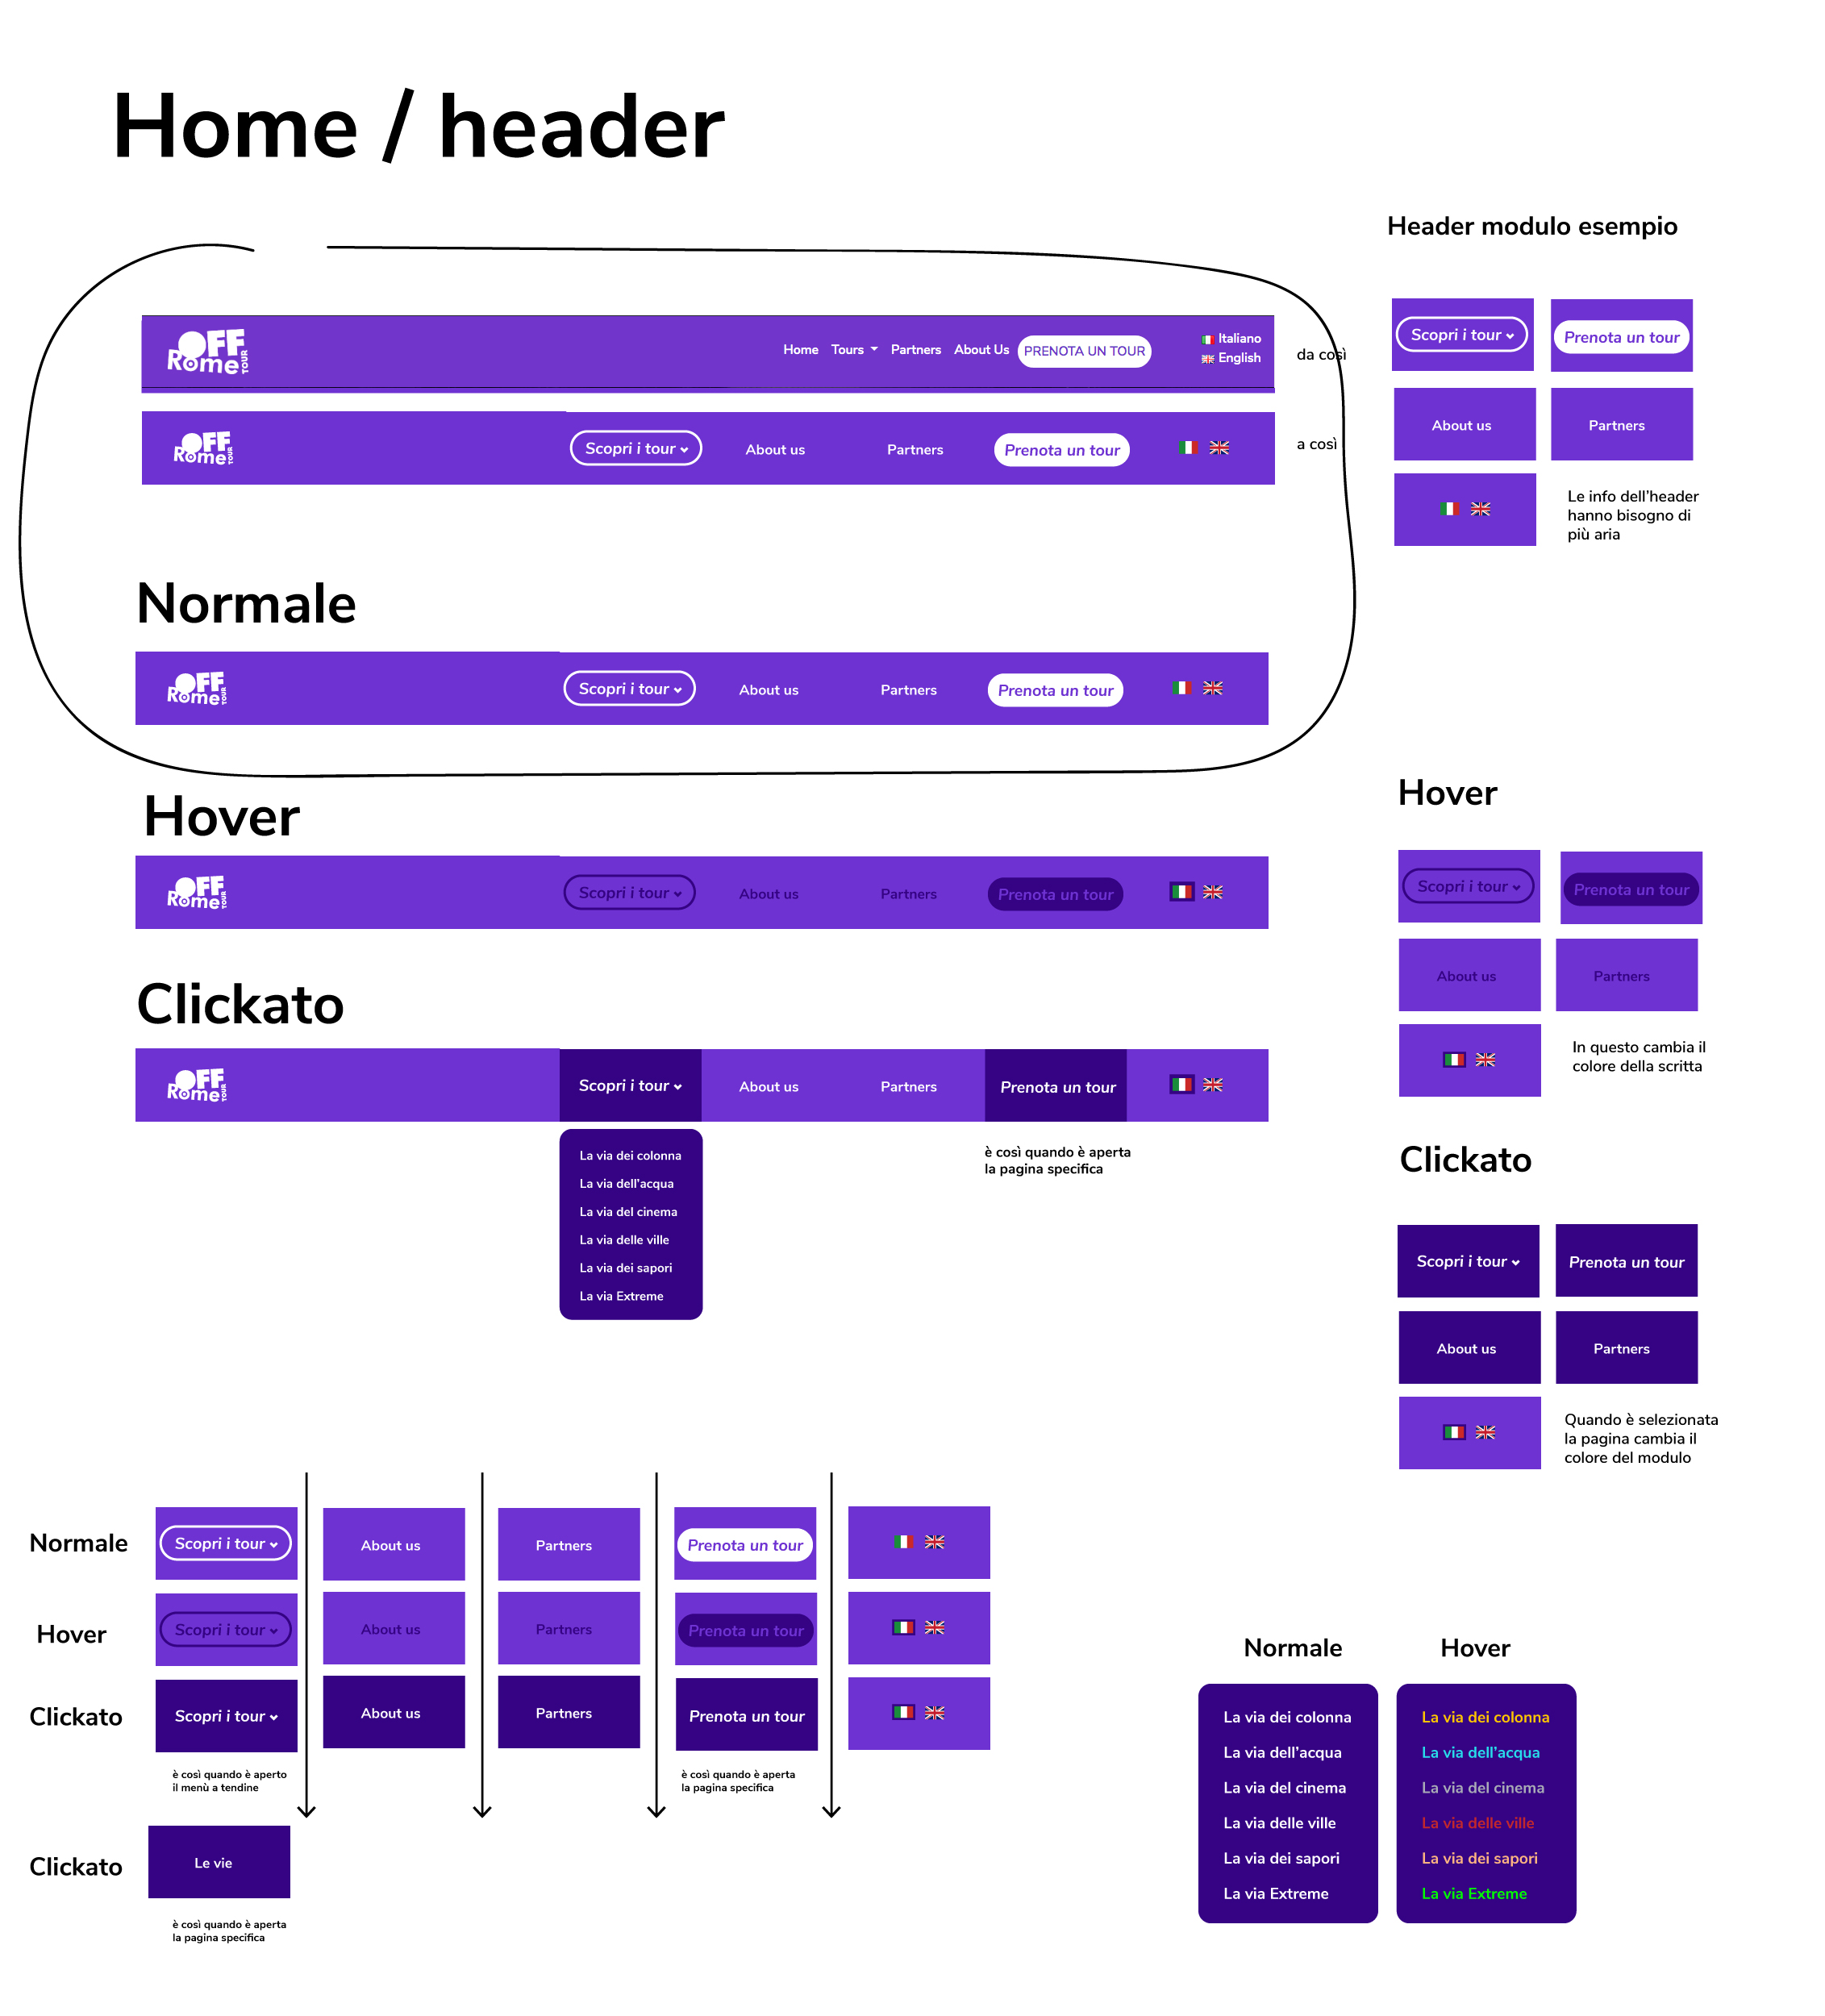 Home / header
Header modulo esempio
OFF
Rome
TOUR
Home Tours Partners About Us PRENOTA UN TOUR
Italiano
English
da così
OFF
Rome
TOUR
Scopri i tour About us Partners Prenota un tour
a così
Scopri i tour Prenota un tour
About us Partners
Le info dell'header
hanno bisogno di
più aria
Normale
OFF
Rome
TOUR
Scopri i tour About us Partners Prenota un tour
Hover
OFF
Rome
TOUR
Scopri i tour About us Partners Prenota un tour
Hover
Scopri i tour Prenota un tour
About us Partners
In questo cambia il
colore della scritta
Clickato
OFF
Rome
TOUR
Scopri i tour About us Partners Prenota un tour
La via dei colonna
La via dell'acqua
La via del cinema
La via delle ville
La via dei sapori
La via Extreme
è così quando è aperta
la pagina specifica
Clickato
Scopri i tour Prenota un tour
About us Partners
Quando è selezionata
la pagina cambia il
colore del modulo
Normale
Scopri i tour About us Partners Prenota un tour
Hover
Scopri i tour About us Partners Prenota un tour
Clickato
Scopri i tour About us Partners Prenota un tour
è così quando è aperto
il menù a tendine
è così quando è aperta
la pagina specifica
Clickato
Le vie
è così quando è aperta
la pagina specifica
Normale
La via dei colonna
La via dell'acqua
La via del cinema
La via delle ville
La via dei sapori
La via Extreme
Hover
La via dei colonna
La via dell'acqua
La via del cinema
La via delle ville
La via dei sapori
La via Extreme